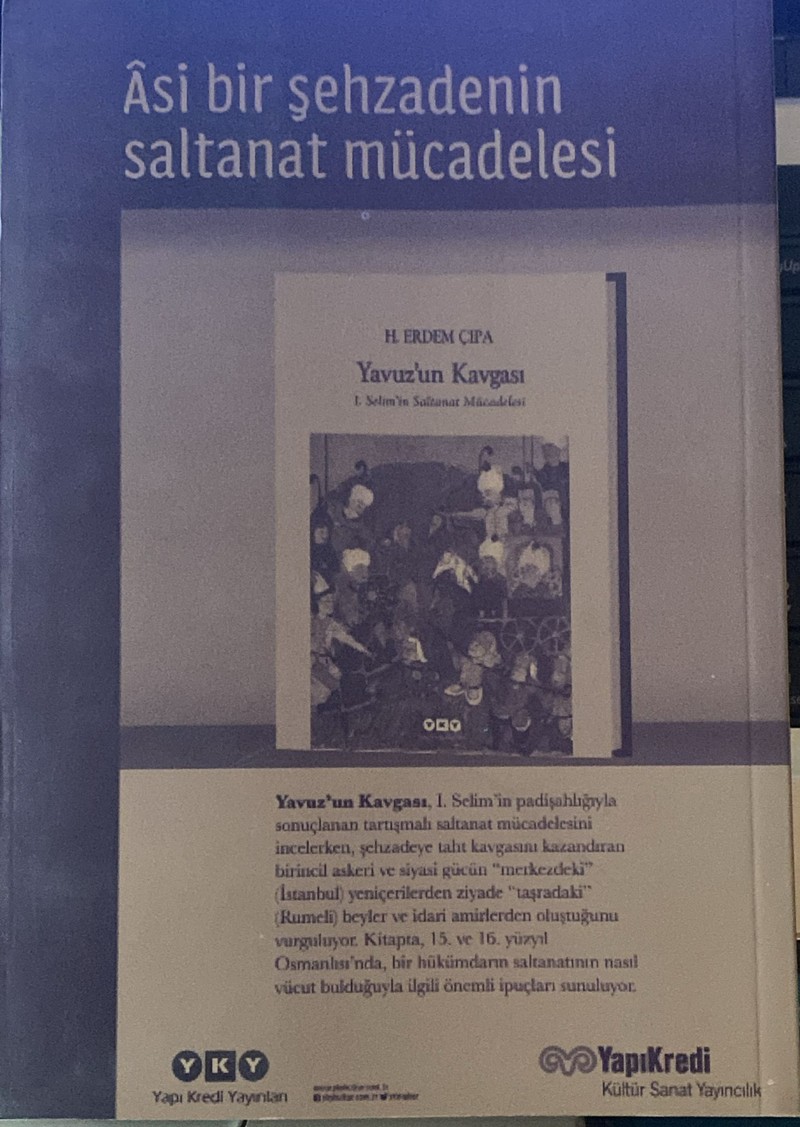 Âsi bir şehzadenin
saltanat mücadelesi
H. ERDEM ÇIPA
Yavuz'un Kavgası
I. Selim'in Saltanat Mücadelesi
YKY
Yavuz'un Kavgası, I. Selim'in padişahlığıyla
sonuçlanan tartışmalı saltanat mücadelesini
incelerken, şehzadeye taht kavgasını kazandıran
birincil askeri ve siyasi gücün "merkezdeki"
(İstanbul) yeniçerilerden ziyade "taşradaki"
(Rumeli) beyler ve idari amirlerden oluştuğunu
vurguluyor. Kitapta, 15. ve 16. yüzyıl
Osmanlısı'nda, bir hükümdarın saltanatının nasıl
vücut bulduğuyla ilgili önemli ipuçları sunuluyor.
YKY
Yapı Kredi Yayınları
YapıKredi
Kültür Sanat Yayıncılık